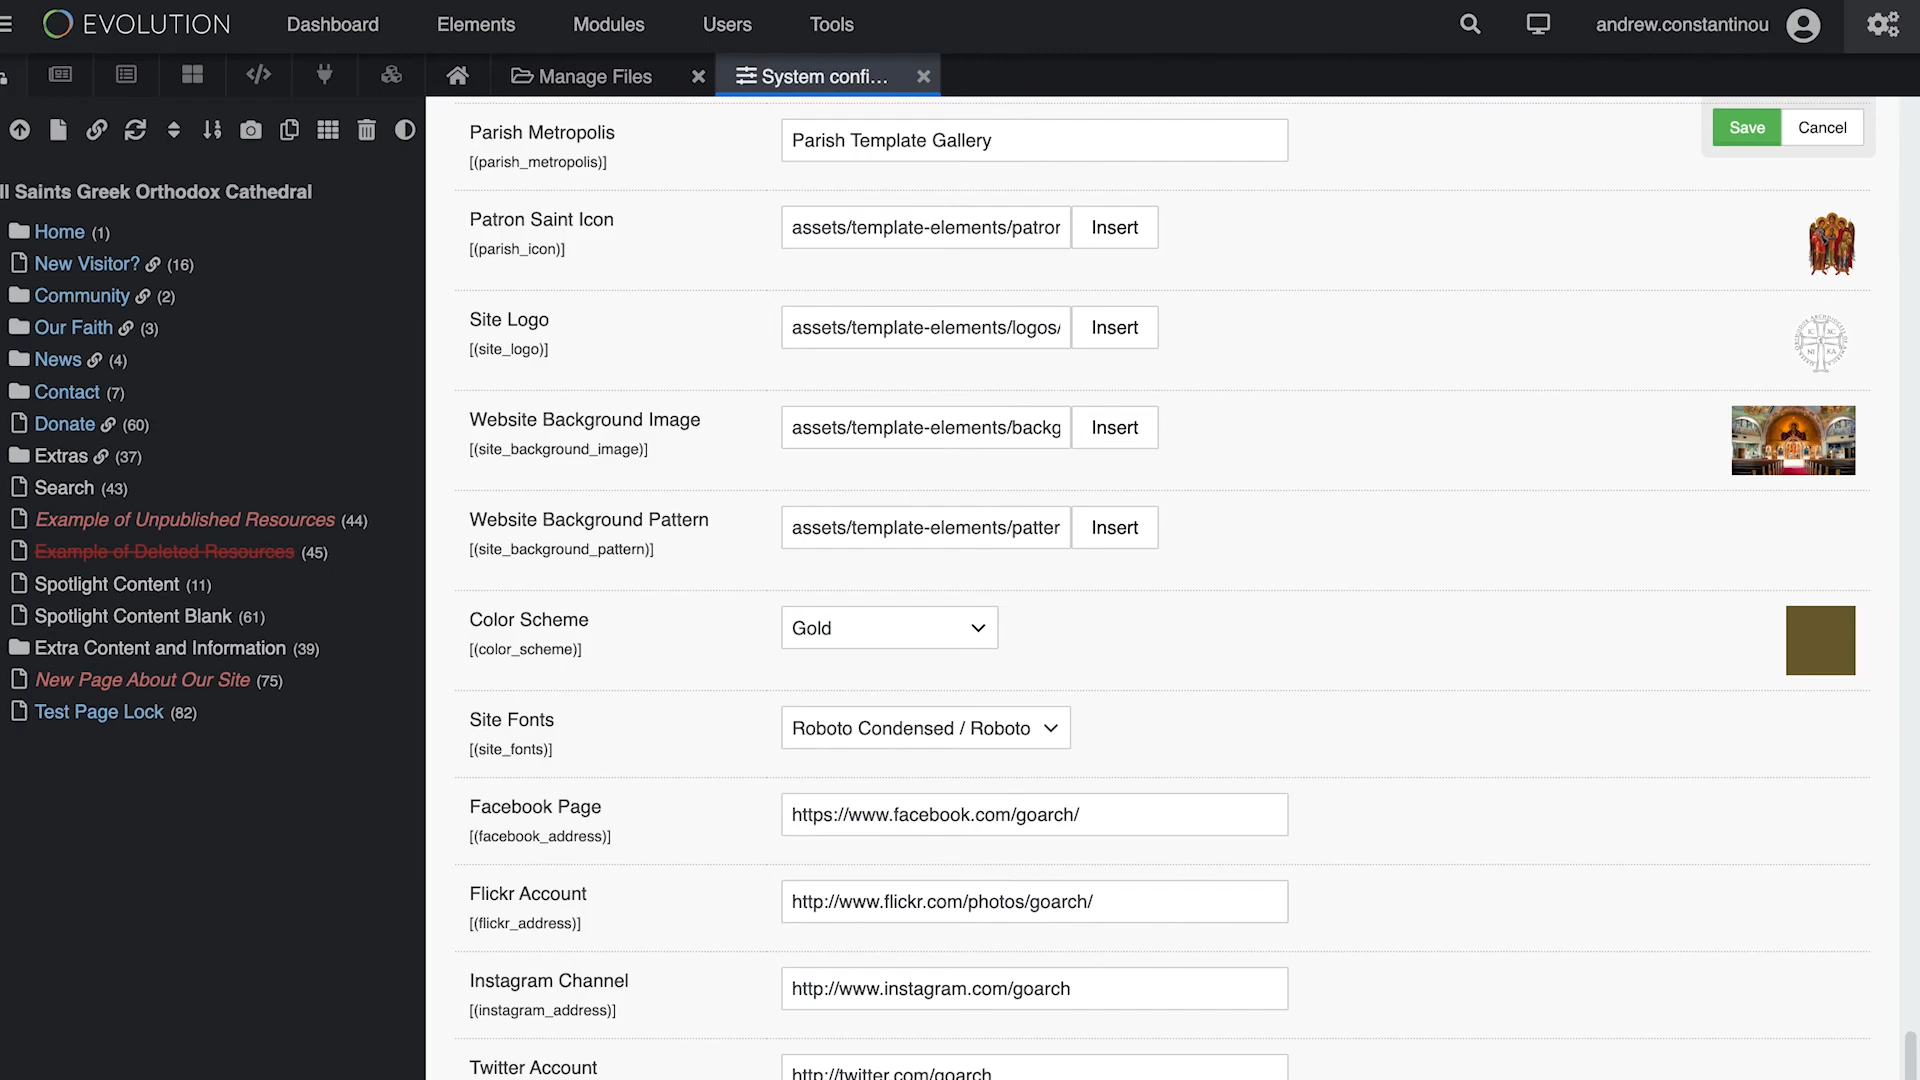 EVOLUTION
Dashboard
Elements
Modules
Users
Tools
andrew.constantinou
Manage Files
System confi...
ll Saints Greek Orthodox Cathedral
Home (1)
New Visitor? (16)
Community (2)
Our Faith (3)
News (4)
Contact (7)
Donate (60)
Extras (37)
Search (43)
Example of Unpublished Resources (44)
Example of Deleted Resources (45)
Spotlight Content (11)
Spotlight Content Blank (61)
Extra Content and Information (39)
New Page About Our Site (75)
Test Page Lock (82)
Save
Cancel
Parish Metropolis
[(parish_metropolis)]
Parish Template Gallery
Patron Saint Icon
[(parish_icon)]
assets/template-elements/patror
Insert
Site Logo
[(site_logo)]
assets/template-elements/logos/
Insert
Website Background Image
[(site_background_image)]
assets/template-elements/backg
Insert
Website Background Pattern
[(site_background_pattern)]
assets/template-elements/patter
Insert
Color Scheme
[(color_scheme)]
Gold
Site Fonts
[(site_fonts)]
Roboto Condensed / Roboto
Facebook Page
[(facebook_address)]
https://www.facebook.com/goarch/
Flickr Account
[(flickr_address)]
http://www.flickr.com/photos/goarch/
Instagram Channel
[(instagram_address)]
http://www.instagram.com/goarch
Twitter Account
http://twitter.com/goarch